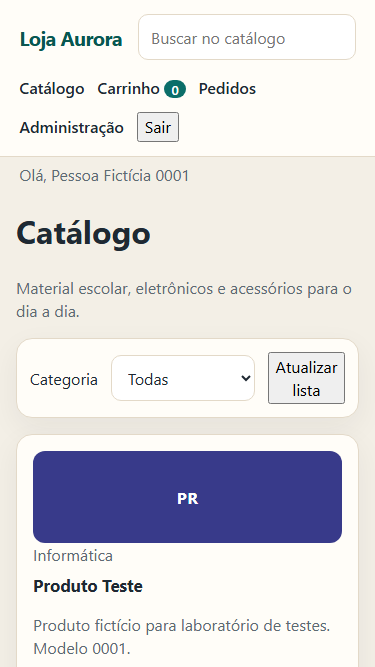 Loja Aurora
Buscar no catálogo
Catálogo Carrinho 0 Pedidos
Administração Sair
Olá, Pessoa Fictícia 0001
Catálogo
Material escolar, eletrônicos e acessórios para o
dia a dia.
Categoria Todas Atualizar
lista
PR
Informática
Produto Teste
Produto fictício para laboratório de testes.
Modelo 0001.